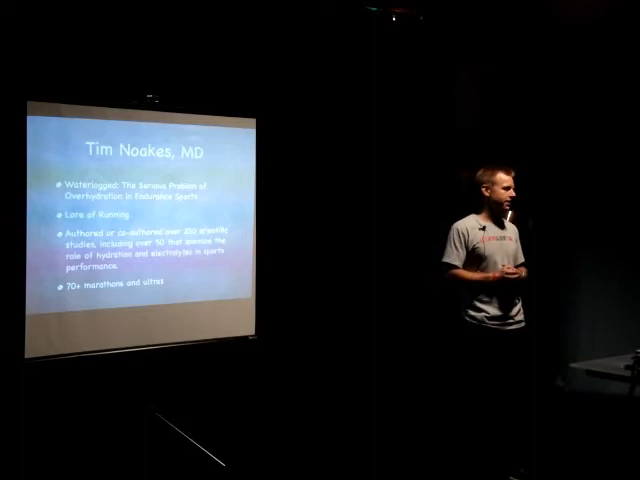 Tim Noakes, MD
Waterlogged: The Serious Problem of
Overhydration in Endurance Sports
Lore of Running
Authored or co-authored over 250 scientific
studies, including over 50 that examine the
role of hydration and electrolytes in sports
performance.
70+ marathons and ultras